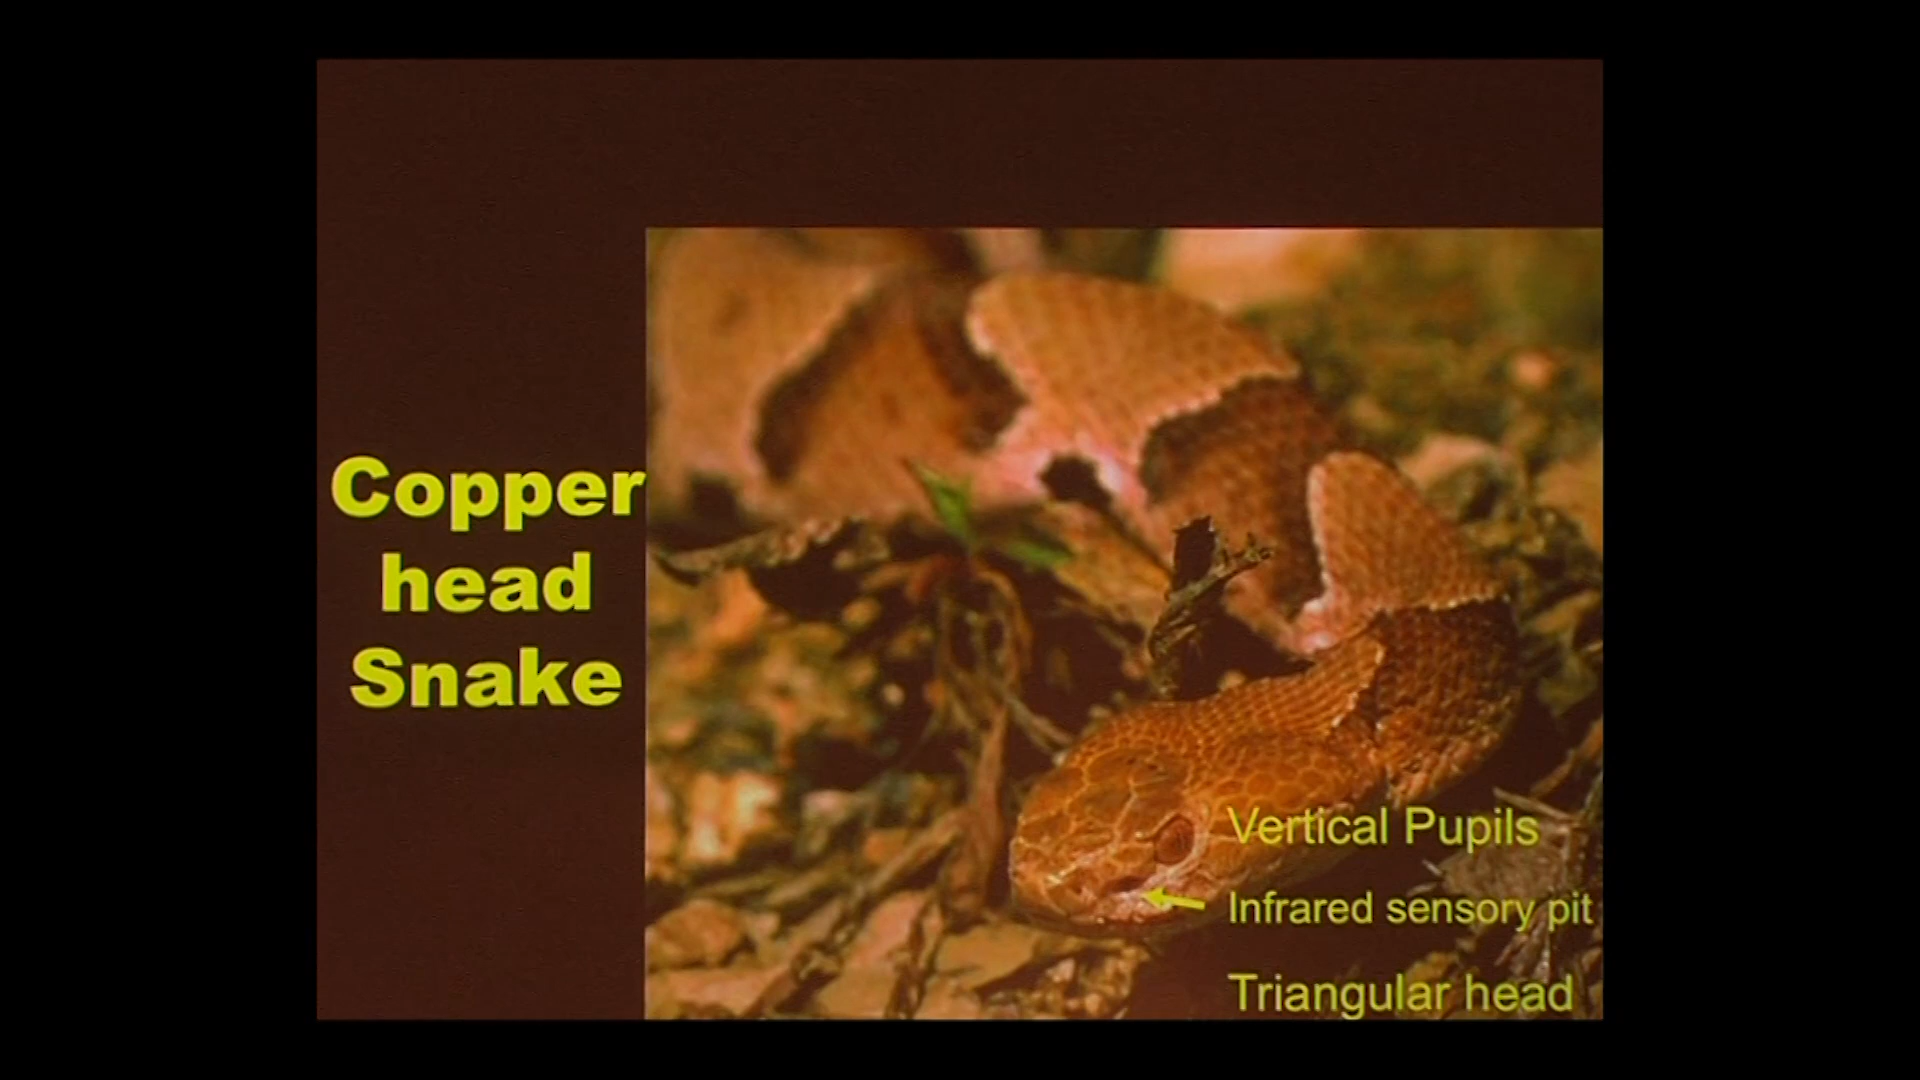 Copper
head
Snake
Vertical Pupils
Infrared sensory pit
Triangular head